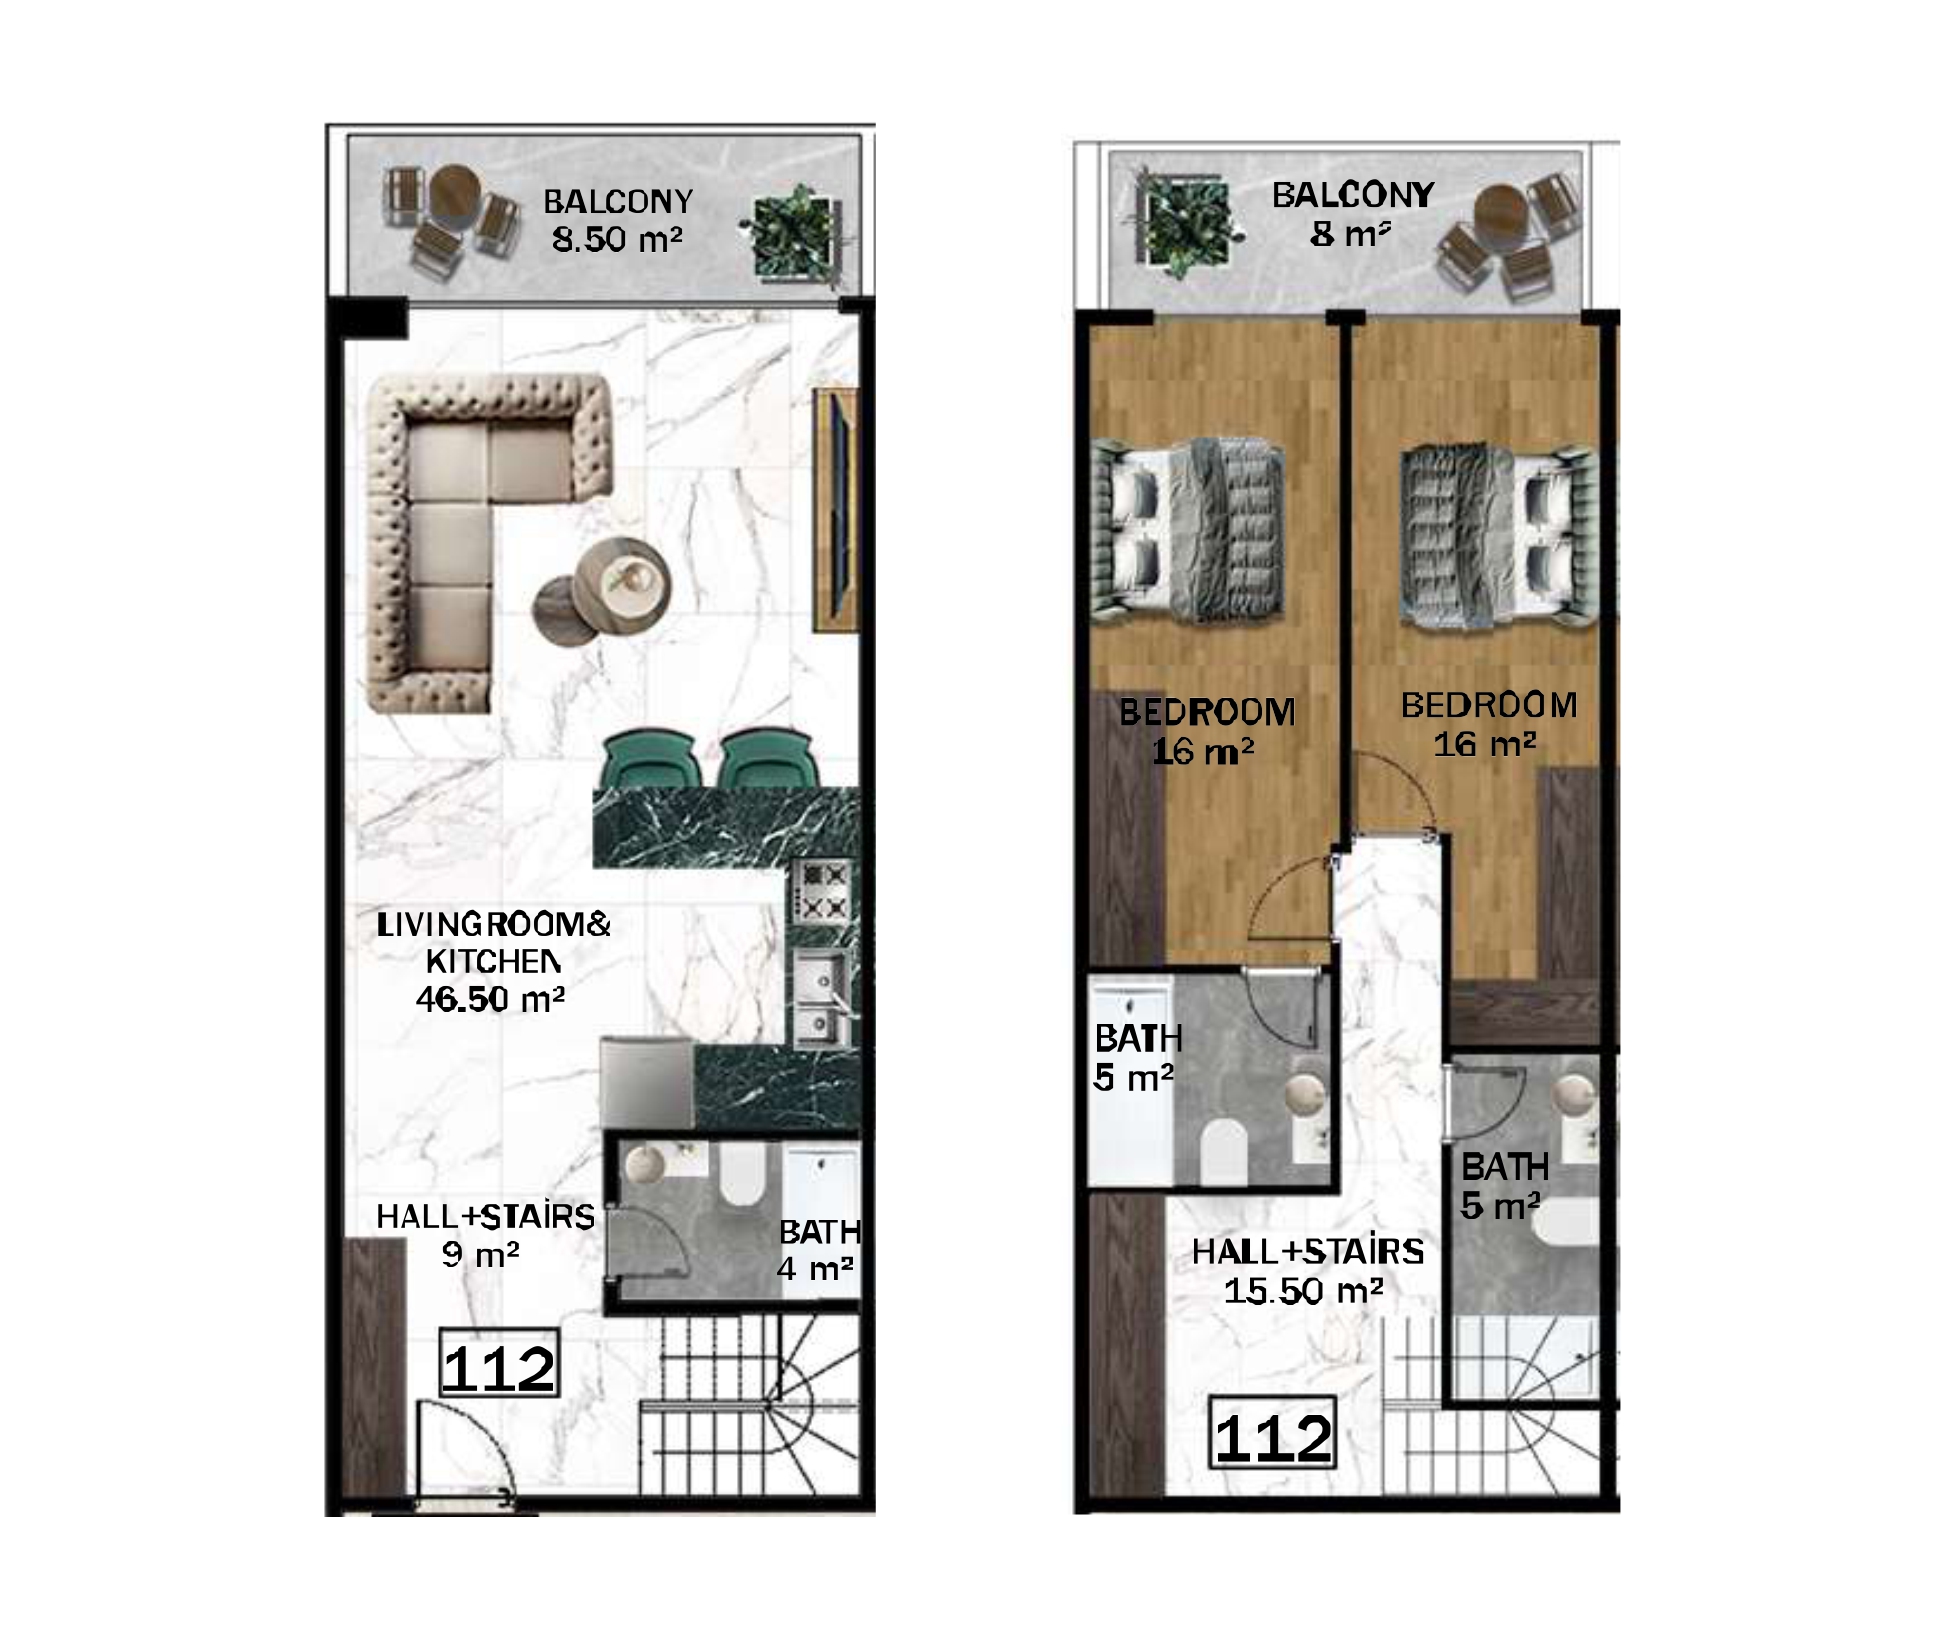 BALCONY
8.50 m²
LIVINGROOM&
KITCHEN
46.50 m²
HALL+STAİRS
9 m²
BATH
4 m²
112
BALCONY
8 m²
BEDROOM
16 m²
BEDROOM
16 m²
BATH
5 m²
BATH
5 m²
HALL+STAİRS
15.50 m²
112